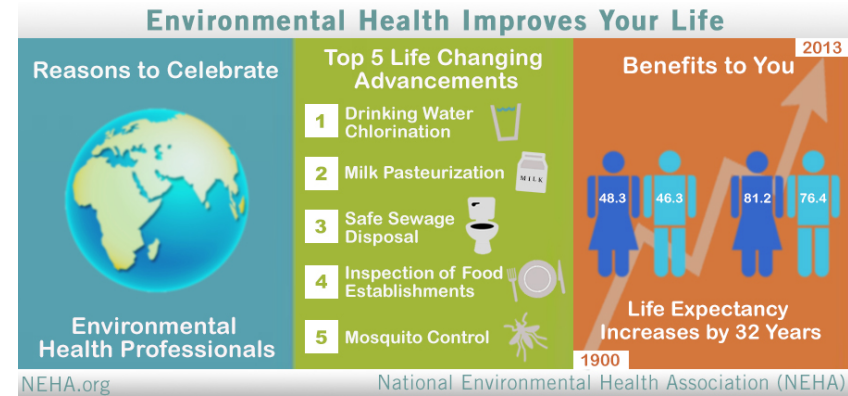 Environmental Health Improves Your Life
Reasons to Celebrate
Environmental
Health Professionals
Top 5 Life Changing
Advancements
1 Drinking Water
Chlorination
2 Milk Pasteurization
MILK
3 Safe Sewage
Disposal
4 Inspection of Food
Establishments
5 Mosquito Control
2013
Benefits to You
48.3 46.3 81.2 76.4
Life Expectancy
Increases by 32 Years
1900
NEHA.org
National Environmental Health Association (NEHA)